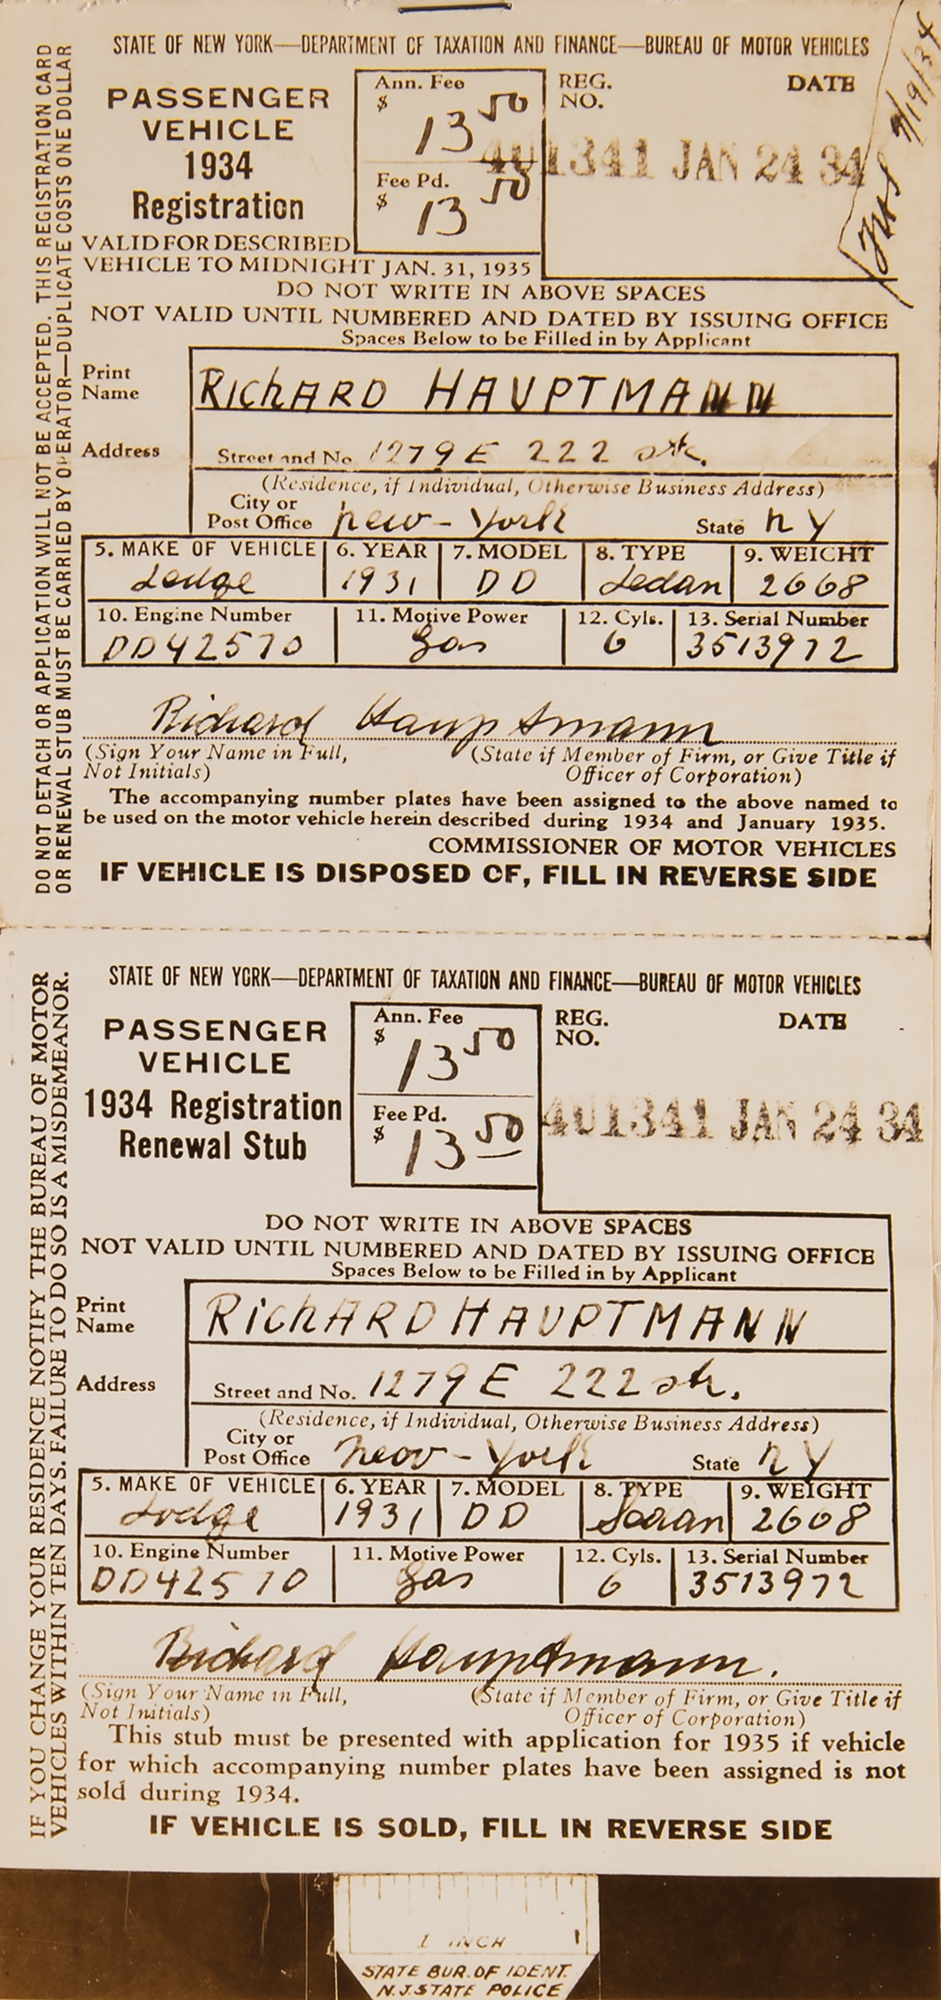 STATE OF NEW YORK—DEPARTMENT OF TAXATION AND FINANCE—BUREAU OF MOTOR VEHICLES
PASSENGER
VEHICLE
1934
Registration
VALID FOR DESCRIBED
VEHICLE TO MIDNIGHT JAN. 31, 1935
Ann. Fee
$ 13 50
Fee Pd.
$ 13 50
REG.
NO.
DATE
4U1341 JAN 24 34
9/19/34
DO NOT WRITE IN ABOVE SPACES
NOT VALID UNTIL NUMBERED AND DATED BY ISSUING OFFICE
Spaces Below to be Filled in by Applicant
Print
Name
RichARD HAUPTMANN
Address
Street and No 1279 E 222 str.
(Residence, if Individual, Otherwise Business Address)
City or
Post Office new-york State NY
5. MAKE OF VEHICLE 6. YEAR 7. MODEL 8. TYPE 9. WEIGHT
Dodge 1931 DD Sedan 2668
10. Engine Number 11. Motive Power 12. Cyls. 13. Serial Number
DD42570 gas 6 3513972
Richard Hauptmann
(Sign Your Name in Full, (State if Member of Firm, or Give Title if
Not Initials) Officer of Corporation)
The accompanying number plates have been assigned to the above named to
be used on the motor vehicle herein described during 1934 and January 1935.
COMMISSIONER OF MOTOR VEHICLES
IF VEHICLE IS DISPOSED OF, FILL IN REVERSE SIDE
DO NOT DETACH OR APPLICATION WILL NOT BE ACCEPTED. THIS REGISTRATION CARD
OR RENEWAL STUB MUST BE CARRIED BY OPERATOR—DUPLICATE COSTS ONE DOLLAR
STATE OF NEW YORK—DEPARTMENT OF TAXATION AND FINANCE—BUREAU OF MOTOR VEHICLES
PASSENGER
VEHICLE
1934 Registration
Renewal Stub
Ann. Fee
$ 13 50
Fee Pd.
$ 13 50
REG.
NO.
DATE
4U1341 JAN 24 34
DO NOT WRITE IN ABOVE SPACES
NOT VALID UNTIL NUMBERED AND DATED BY ISSUING OFFICE
Spaces Below to be Filled in by Applicant
Print
Name
RichARD HAUPTMANN
Address
Street and No. 1279 E 222 str.
(Residence, if Individual, Otherwise Business Address)
City or
Post Office new-york State NY
5. MAKE OF VEHICLE 6. YEAR 7. MODEL 8. TYPE 9. WEIGHT
Dodge 1931 DD Sedan 2668
10. Engine Number 11. Motive Power 12. Cyls. 13. Serial Number
DD42570 gas 6 3513972
Richard Hauptmann.
(Sign Your Name in Full, (State if Member of Firm, or Give Title if
Not Initials) Officer of Corporation)
This stub must be presented with application for 1935 if vehicle
for which accompanying number plates have been assigned is not
sold during 1934.
IF VEHICLE IS SOLD, FILL IN REVERSE SIDE
IF YOU CHANGE YOUR RESIDENCE NOTIFY THE BUREAU OF MOTOR
VEHICLES WITHIN TEN DAYS. FAILURE TO DO SO IS A MISDEMEANOR.
1 INCH
STATE BUR. OF IDENT.
N.J. STATE POLICE